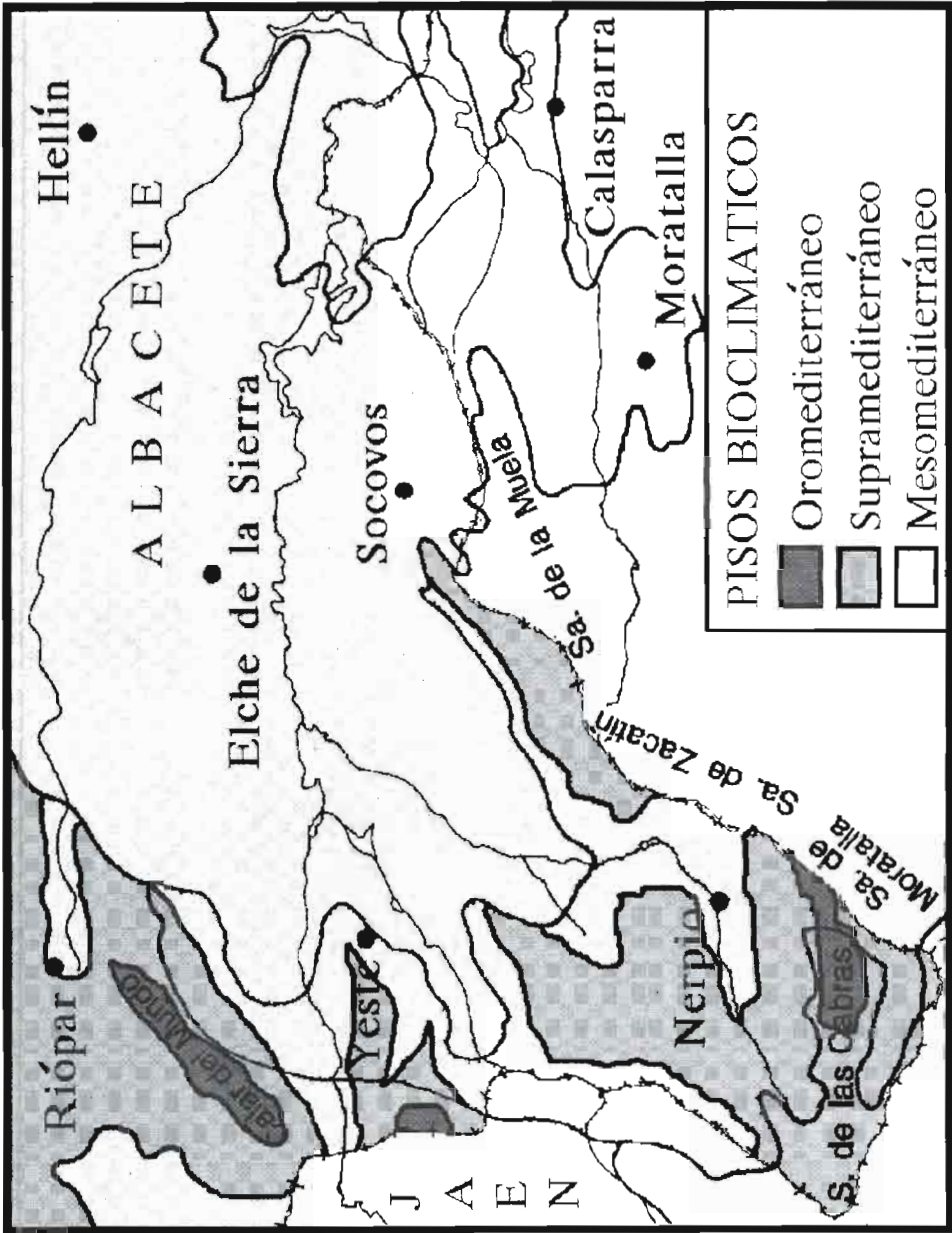 Riópar
Calar del Mundo
Hellín
ALBACETE
Elche de la Sierra
Yeste
Socovos
JAEN
Nerpio
Sa. de la Muela
Calasparra
Moratalla
Sa. de Zacatín
Sa. de
Moratalla
S. de las Cabras
PISOS BIOCLIMATICOS
Oromediterráneo
Supramediterráneo
Mesomediterráneo